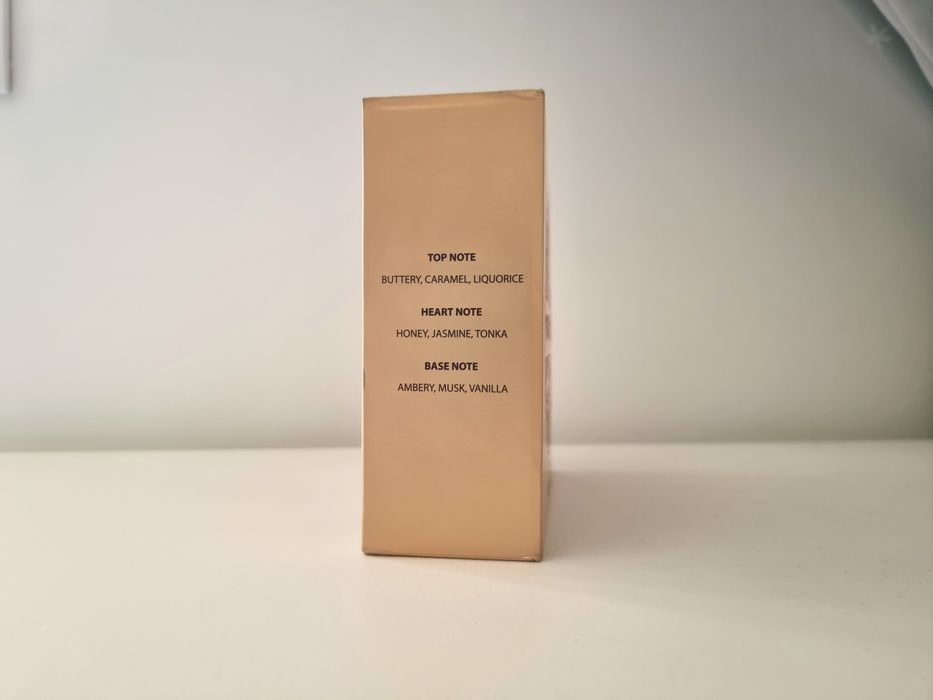 TOP NOTE
BUTTERY, CARAMEL, LIQUORICE
HEART NOTE
HONEY, JASMINE, TONKA
BASE NOTE
AMBERY, MUSK, VANILLA